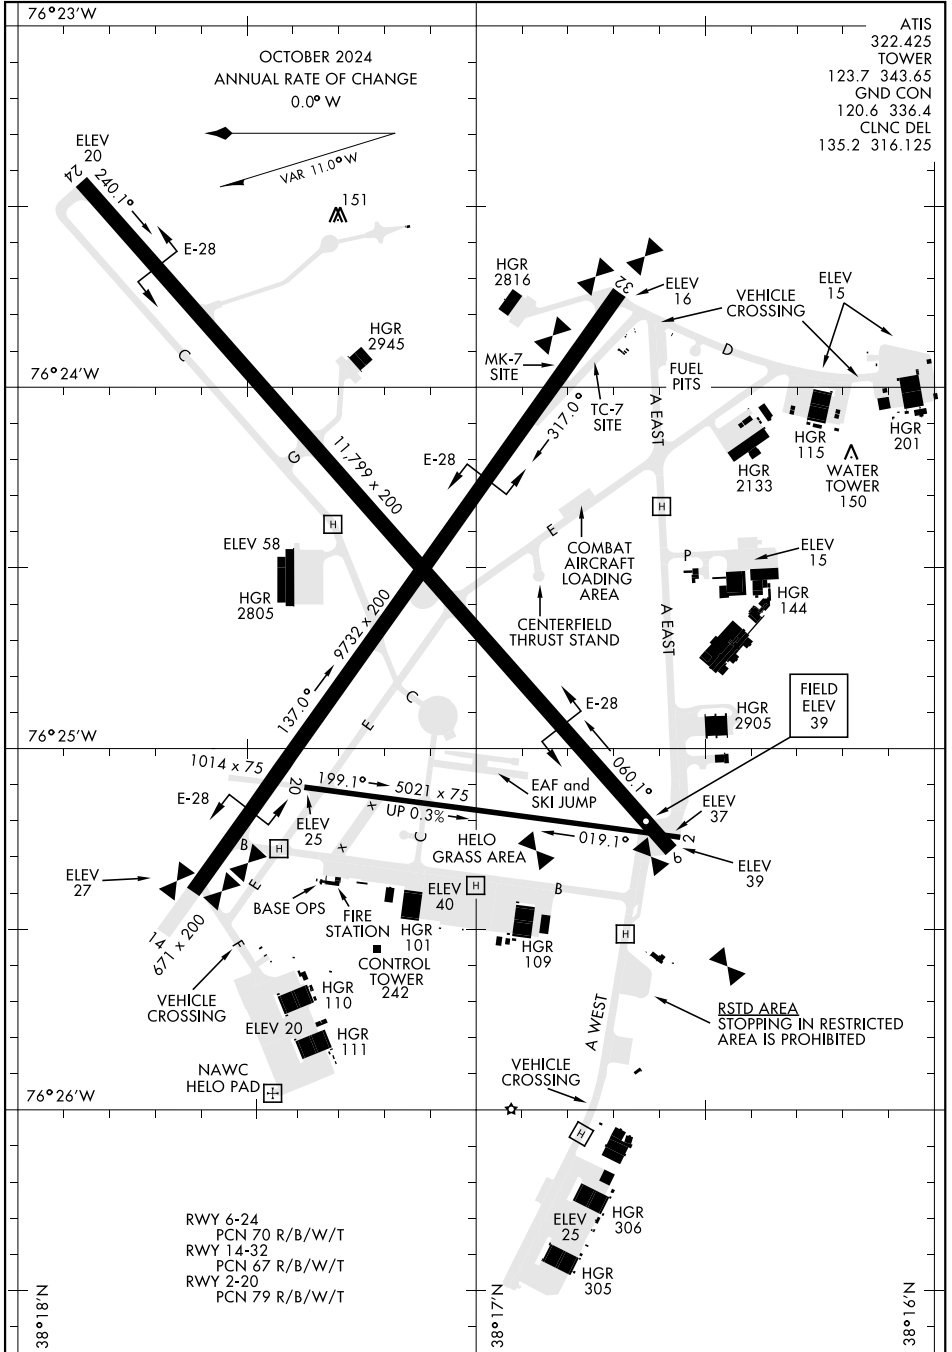 76°23'W
ATIS
322.425
TOWER
123.7 343.65
GND CON
120.6 336.4
CLNC DEL
135.2 316.125
OCTOBER 2024
ANNUAL RATE OF CHANGE
0.0° W
VAR 11.0° W
ELEV
20
24
240.1°
E-28
151
HGR
2816
32
ELEV
16
VEHICLE
CROSSING
ELEV
15
HGR
2945
C
MK-7
SITE
D
76°24'W
FUEL
PITS
TC-7
SITE
317.0°
A EAST
HGR
115
HGR
201
HGR
2133
WATER
TOWER
150
G
11,799 x 200
E-28
H
H
E
COMBAT
AIRCRAFT
LOADING
AREA
P
ELEV
15
ELEV 58
HGR
2805
HGR
144
CENTERFIELD
THRUST STAND
A EAST
9732 x 200
137.0°
C
E
E-28
HGR
2905
FIELD
ELEV
39
76°25'W
060.1°
1014 x 75
E-28
20
199.1°
5021 x 75
UP 0.3%
EAF and
SKI JUMP
ELEV
25
x
x
C
HELO
GRASS AREA
019.1°
2
ELEV
37
6
ELEV
39
B
H
E
ELEV
27
BASE OPS
FIRE
STATION
ELEV
40
H
B
HGR
101
HGR
109
H
14
671 x 200
F
CONTROL
TOWER
242
VEHICLE
CROSSING
HGR
110
ELEV 20
HGR
111
RSTD AREA
STOPPING IN RESTRICTED
AREA IS PROHIBITED
A WEST
NAWC
HELO PAD
VEHICLE
CROSSING
76°26'W
H
HGR
306
ELEV
25
HGR
305
RWY 6-24
PCN 70 R/B/W/T
RWY 14-32
PCN 67 R/B/W/T
RWY 2-20
PCN 79 R/B/W/T
38°18'N
38°17'N
38°16'N